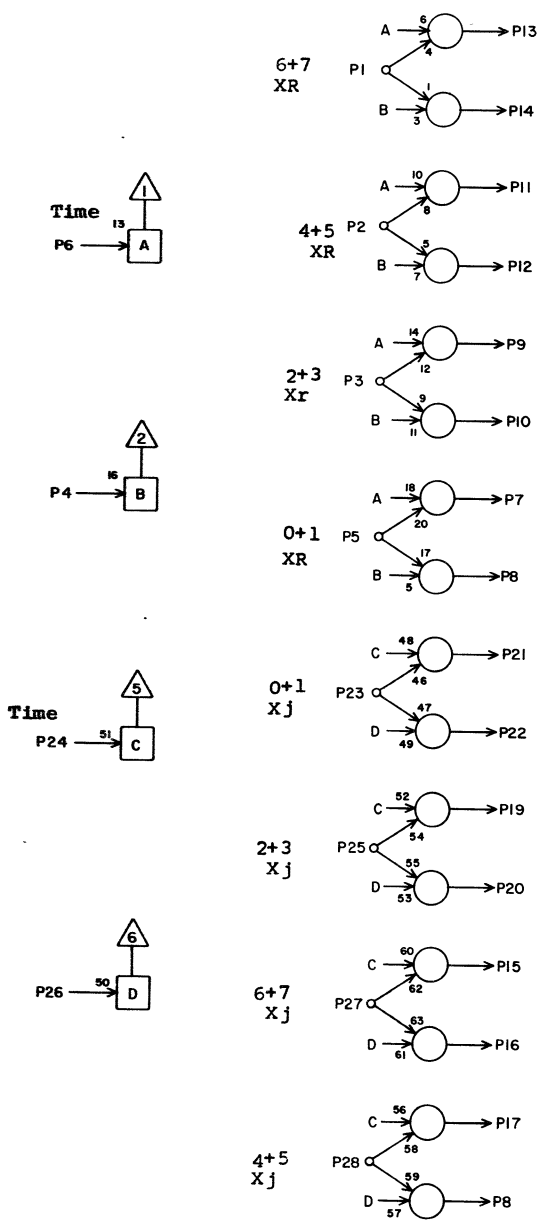 A 6 P13
4
6+7 P1
XR
1
B 3 P14
1
Time 13
P6 A
A 10 P11
8
4+5 P2
XR
5
B 7 P12
A 14 P9
12
2+3 P3
Xr
9
B 11 P10
2
16
P4 B
A 18 P7
20
0+1 P5
XR
17
B 5 P8
C 48 P21
46
0+1 P23
Xj
47
D 49 P22
5
Time
51
P24 C
C 52 P19
54
2+3 P25
Xj
55
D 53 P20
6
50
P26 D
C 60 P15
62
6+7 P27
Xj
63
D 61 P16
C 56 P17
58
4+5 P28
Xj
59
D 57 P8